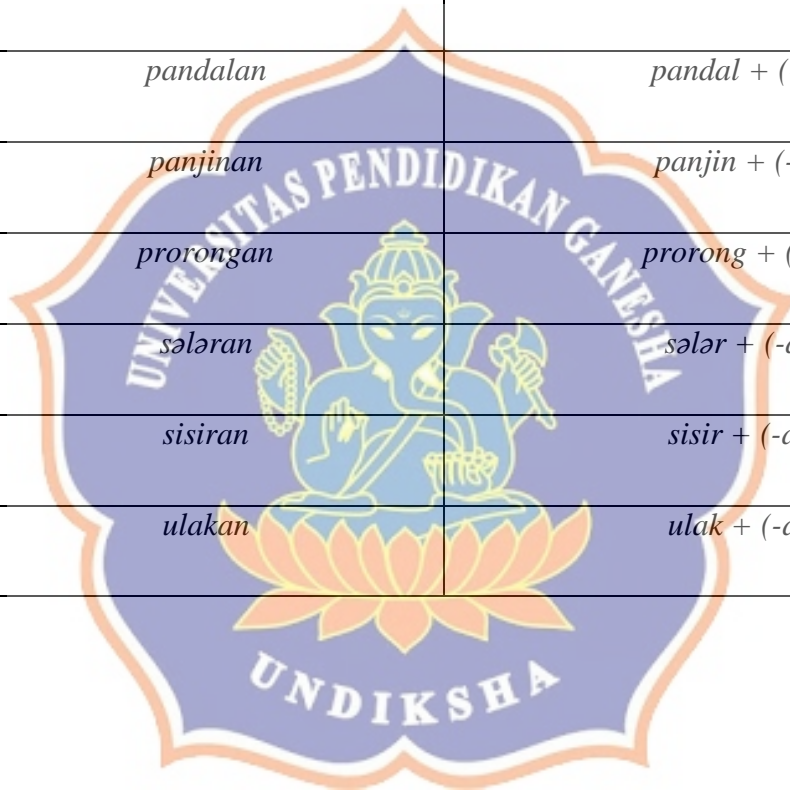 pandalan pandal + (
panjinan panjin + (-
prorongan prorong + (
sələran sələr + (-a
sisiran sisir + (-a
ulakan ulak + (-a
UNIVERSITAS PENDIDIKAN GANESHA
UNDIKSHA